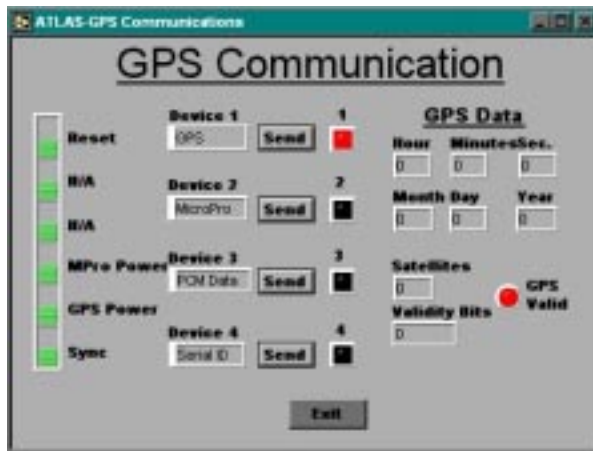 ATLAS-GPS Communications
GPS Communication
Reset
N/A
N/A
MPro Power
GPS Power
Sync
Device 1
GPS
Send
1
Device 2
MicroPro
Send
2
Device 3
PCM Data
Send
3
Device 4
Serial ID
Send
4
GPS Data
Hour Minutes Sec.
0 0 0
Month Day Year
0 0 0
Satellites
0
GPS
Valid
Validity Bits
0
Exit